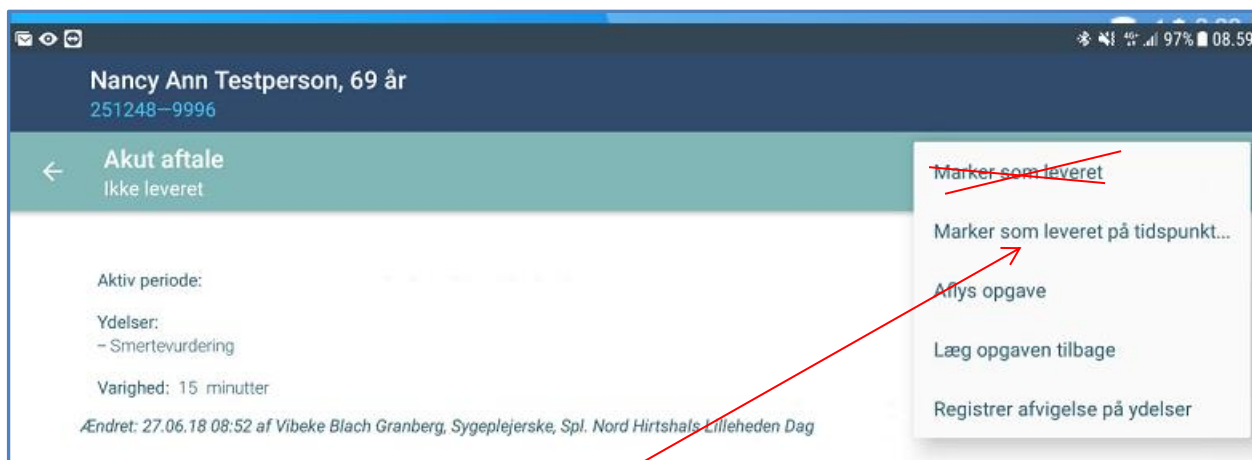 97% 08.59
Nancy Ann Testperson, 69 år
251248—9996
Akut aftale
Ikke leveret
Marker som leveret
Marker som leveret på tidspunkt...
Aflys opgave
Læg opgaven tilbage
Registrer afvigelse på ydelser
Aktiv periode:
Ydelser:
– Smertevurdering
Varighed: 15 minutter
Ændret: 27.06.18 08:52 af Vibeke Blach Granberg, Sygeplejerske, Spl. Nord Hirtshals Lilleheden Dag